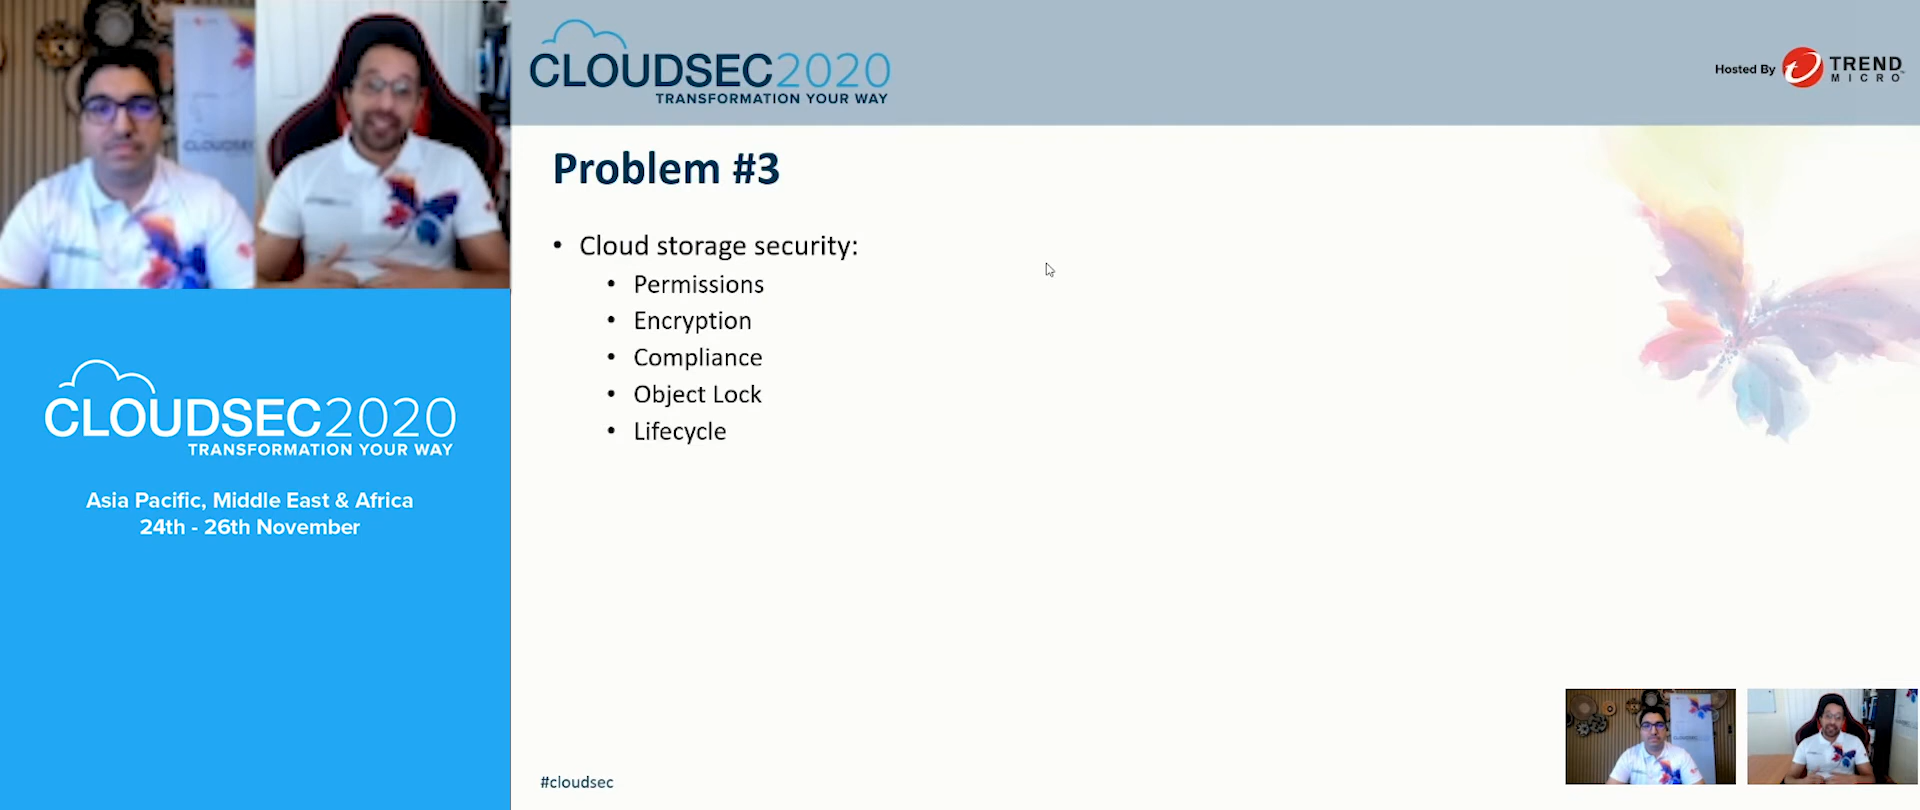 CLOUDSEC2020
TRANSFORMATION YOUR WAY
Asia Pacific, Middle East & Africa
24th - 26th November
CLOUDSEC2020
TRANSFORMATION YOUR WAY
Hosted By TREND MICRO
Problem #3
• Cloud storage security:
• Permissions
• Encryption
• Compliance
• Object Lock
• Lifecycle
#cloudsec